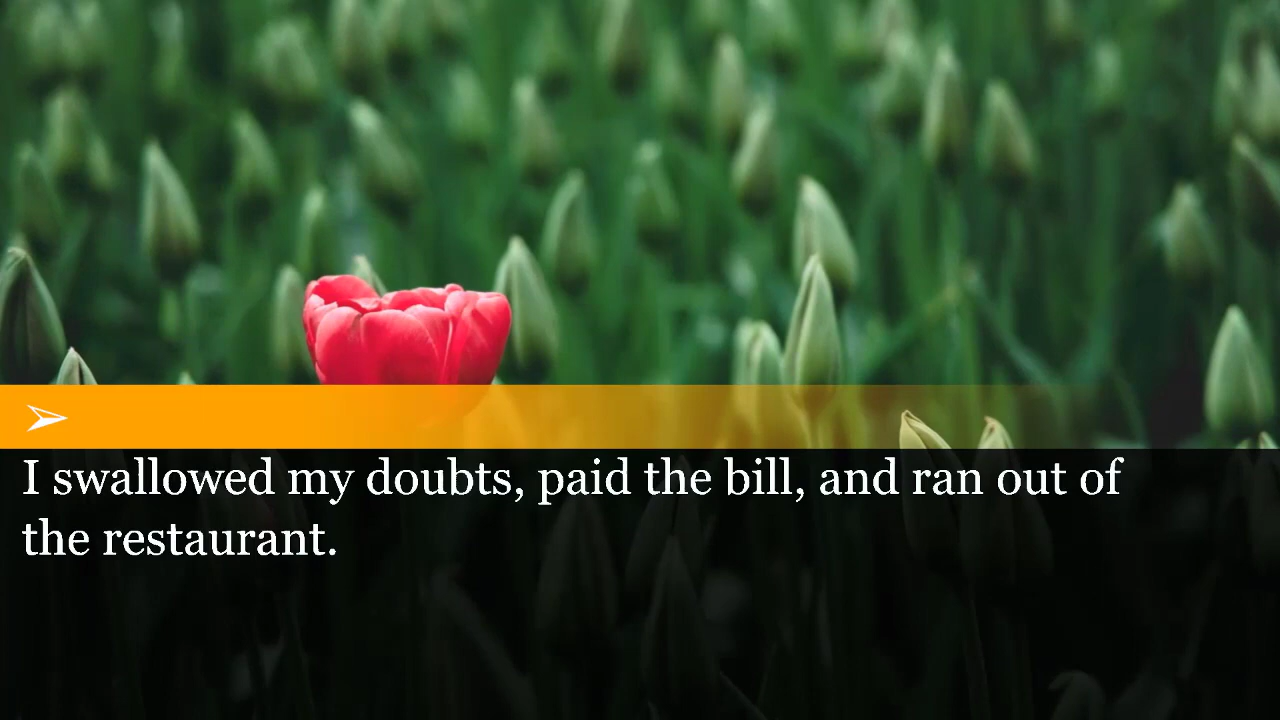 I swallowed my doubts, paid the bill, and ran out of
the restaurant.